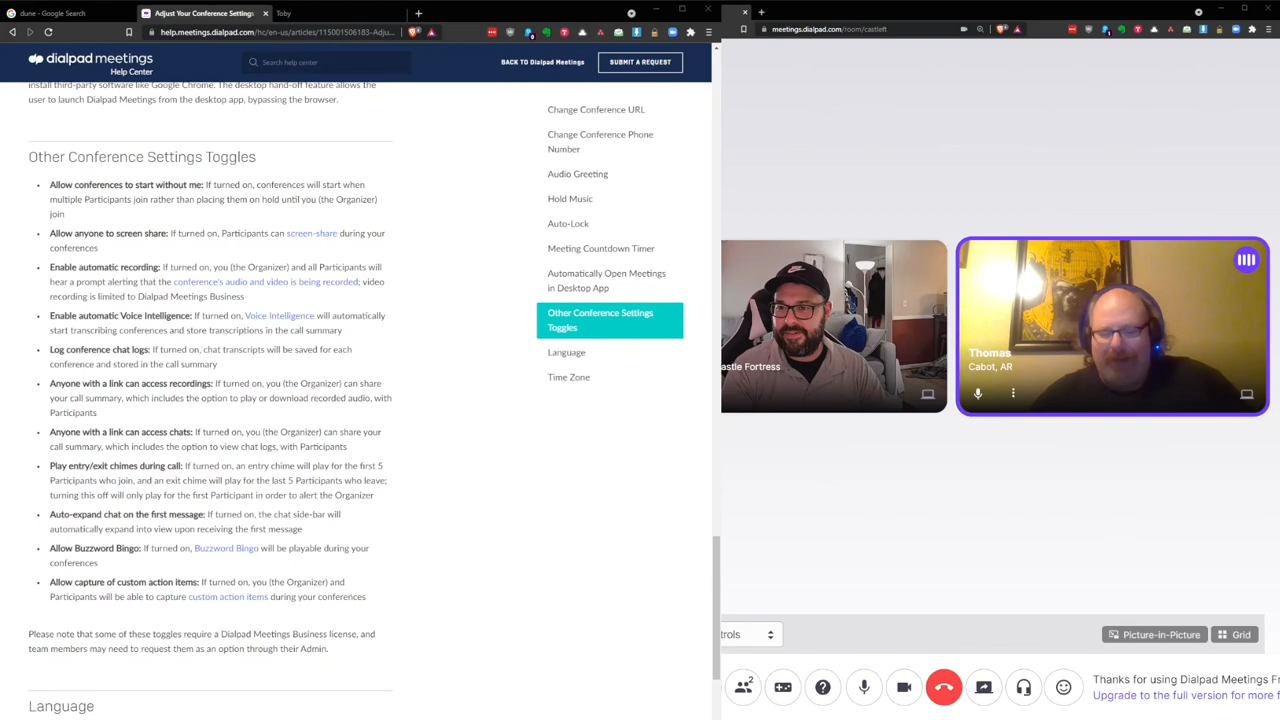 dune - Google Search
Adjust Your Conference Settings
Toby
help.meetings.dialpad.com/hc/en-us/articles/115001506183-Adju...
meetings.dialpad.com/room/castleft
dialpad meetings
Help Center
Search help center
BACK TO Dialpad Meetings
SUBMIT A REQUEST
install third-party software like Google Chrome. The desktop hand-off feature allows the
user to launch Dialpad Meetings from the desktop app, bypassing the browser.
Other Conference Settings Toggles
• Allow conferences to start without me: If turned on, conferences will start when
multiple Participants join rather than placing them on hold until you (the Organizer)
join
• Allow anyone to screen share: If turned on, Participants can screen-share during your
conferences
• Enable automatic recording: If turned on, you (the Organizer) and all Participants will
hear a prompt alerting that the conference's audio and video is being recorded; video
recording is limited to Dialpad Meetings Business
• Enable automatic Voice Intelligence: If turned on, Voice Intelligence will automatically
start transcribing conferences and store transcriptions in the call summary
• Log conference chat logs: If turned on, chat transcripts will be saved for each
conference and stored in the call summary
• Anyone with a link can access recordings: If turned on, you (the Organizer) can share
your call summary, which includes the option to play or download recorded audio, with
Participants
• Anyone with a link can access chats: If turned on, you (the Organizer) can share your
call summary, which includes the option to view chat logs, with Participants
• Play entry/exit chimes during call: If turned on, an entry chime will play for the first 5
Participants who join, and an exit chime will play for the last 5 Participants who leave;
turning this off will only play for the first Participant in order to alert the Organizer
• Auto-expand chat on the first message: If turned on, the chat side-bar will
automatically expand into view upon receiving the first message
• Allow Buzzword Bingo: If turned on, Buzzword Bingo will be playable during your
conferences
• Allow capture of custom action items: If turned on, you (the Organizer) and
Participants will be able to capture custom action items during your conferences
Please note that some of these toggles require a Dialpad Meetings Business license, and
team members may need to request them as an option through their Admin.
Language
Change Conference URL
Change Conference Phone
Number
Audio Greeting
Hold Music
Auto-Lock
Meeting Countdown Timer
Automatically Open Meetings
in Desktop App
Other Conference Settings
Toggles
Language
Time Zone
astle Fortress
Thomas
Cabot, AR
trols
Picture-in-Picture
Grid
2
Thanks for using Dialpad Meetings F
Upgrade to the full version for more f